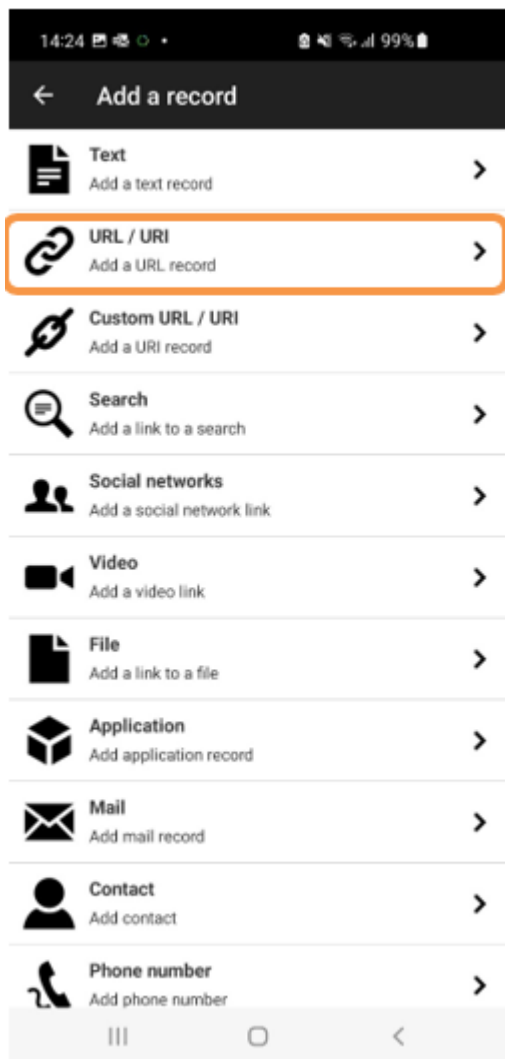 14:24 99%
Add a record
Text
Add a text record
URL / URI
Add a URL record
Custom URL / URI
Add a URI record
Search
Add a link to a search
Social networks
Add a social network link
Video
Add a video link
File
Add a link to a file
Application
Add application record
Mail
Add mail record
Contact
Add contact
Phone number
Add phone number